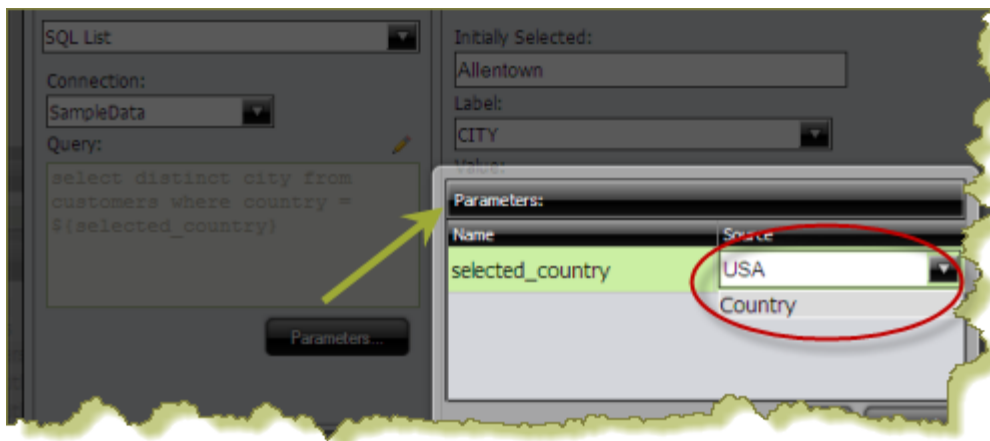 SQL List
Connection:
SampleData
Query:
select distinct city from
customers where country =
${selected_country}
Parameters...
Initially Selected:
Allentown
Label:
CITY
Value:
Parameters:
Name Source
selected_country USA
Country